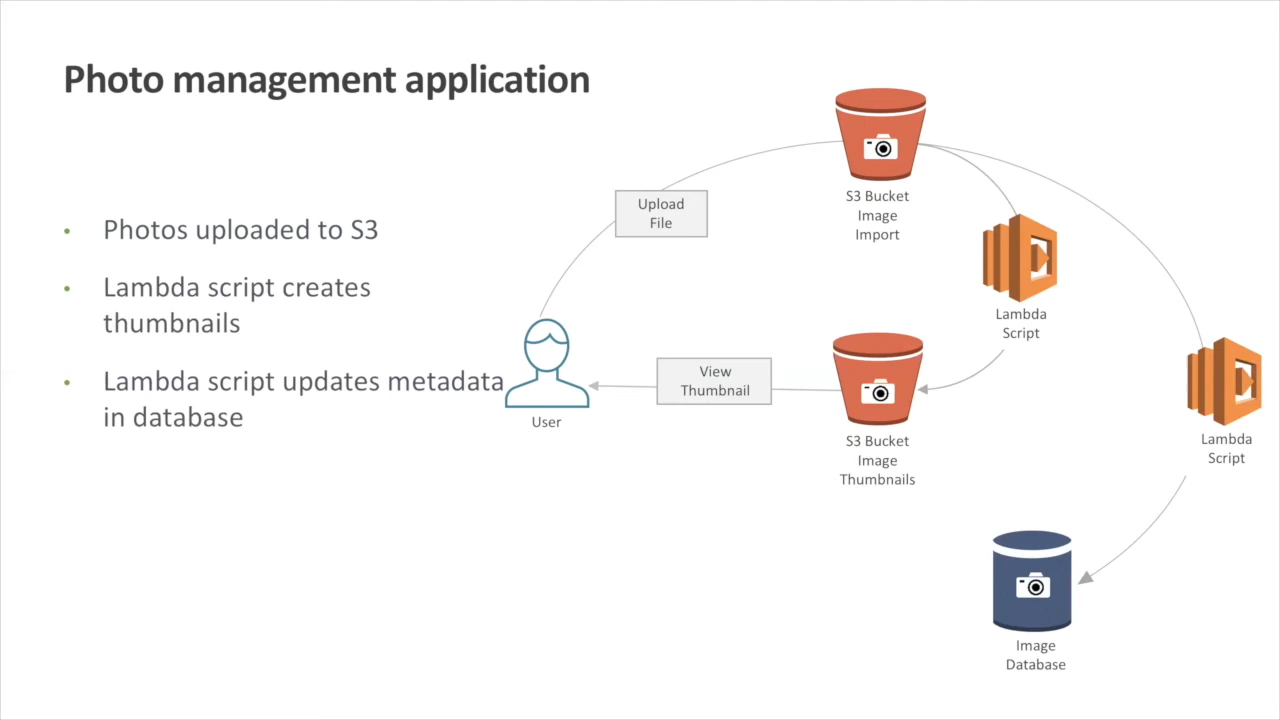 Photo management application
• Photos uploaded to S3
• Lambda script creates
thumbnails
• Lambda script updates metadata
in database
Upload
File
S3 Bucket
Image
Import
Lambda
Script
View
Thumbnail
User
S3 Bucket
Image
Thumbnails
Lambda
Script
Image
Database